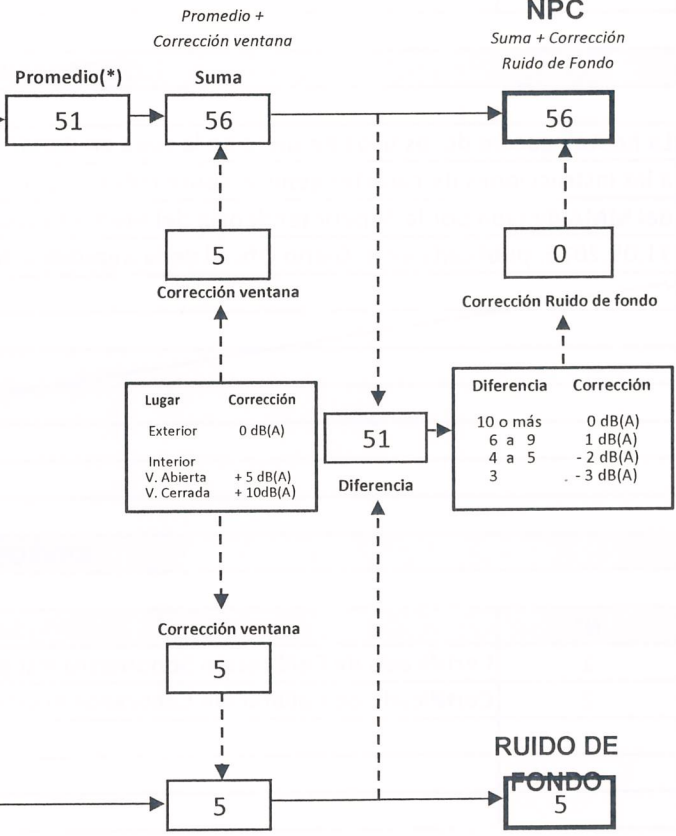 Promedio +
Corrección ventana
NPC
Suma + Corrección
Ruido de Fondo
Promedio(*)
Suma
51
56
56
5
0
Corrección ventana
Corrección Ruido de fondo
Lugar Corrección
Exterior 0 dB(A)
Interior
V. Abierta + 5 dB(A)
V. Cerrada + 10dB(A)
51
Diferencia
Diferencia Corrección
10 o más 0 dB(A)
6 a 9 1 dB(A)
4 a 5 - 2 dB(A)
3 - 3 dB(A)
Corrección ventana
5
RUIDO DE
FONDO
5
5